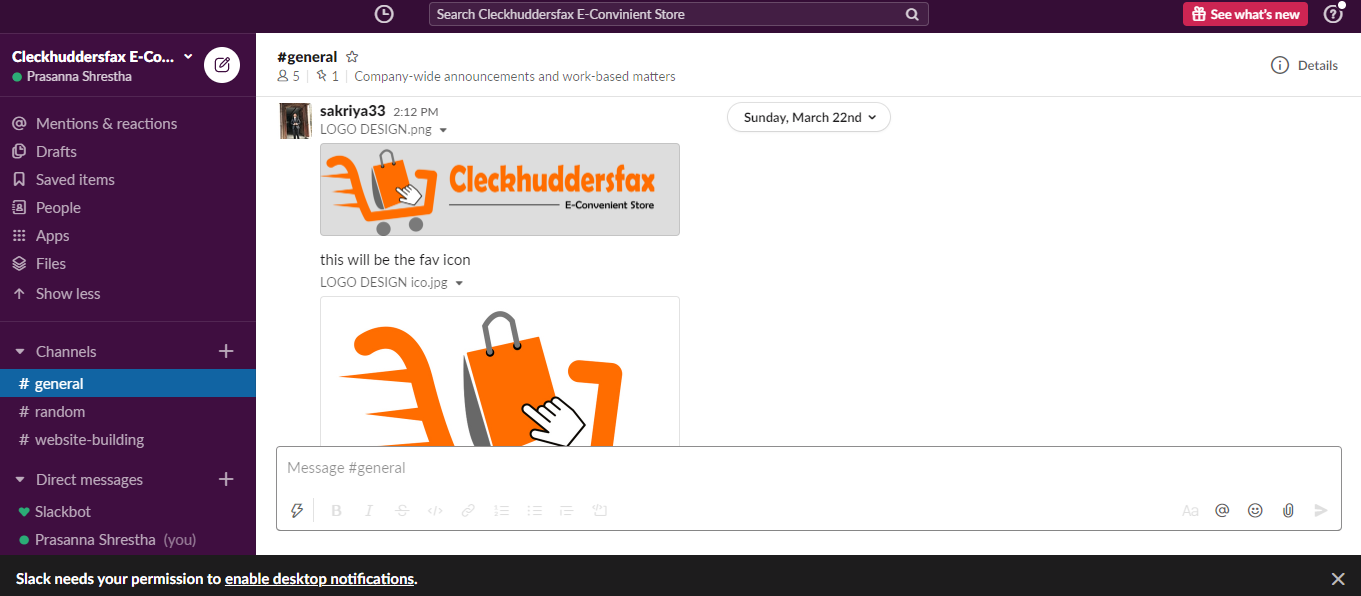 Search Cleckhuddersfax E-Convinient Store
See what's new
Cleckhuddersfax E-Co...
Prasanna Shrestha
Mentions & reactions
Drafts
Saved items
People
Apps
Files
Show less
Channels
# general
# random
# website-building
Direct messages
Slackbot
Prasanna Shrestha (you)
#general
5 | 1 | Company-wide announcements and work-based matters
Details
Sunday, March 22nd
sakriya33 2:12 PM
LOGO DESIGN.png
Cleckhuddersfax
E-Convenient Store
this will be the fav icon
LOGO DESIGN ico.jpg
Message #general
B I S </> Aa @
Slack needs your permission to enable desktop notifications.